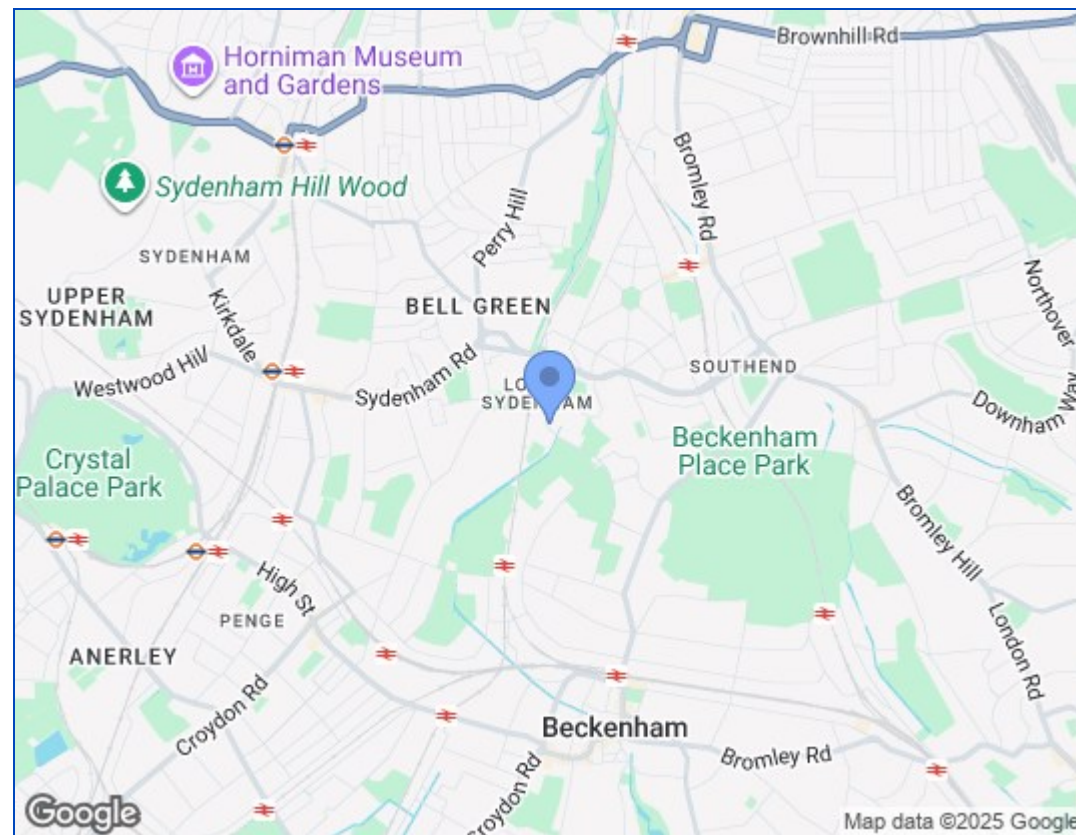 Brownhill Rd
Horniman Museum
and Gardens
Bromley Rd
Sydenham Hill Wood
Perry Hill
SYDENHAM
Northover
UPPER
SYDENHAM
BELL GREEN
Kirkdale
Westwood Hill
Sydenham Rd
SOUTHEND
LO
SYDENHAM
Downham Way
Crystal
Palace Park
Beckenham
Place Park
Bromley Hill
High St
PENGE
London Rd
ANERLEY
Croydon Rd
Beckenham
Bromley Rd
Croydon Rd
Google
Map data ©2025 Google